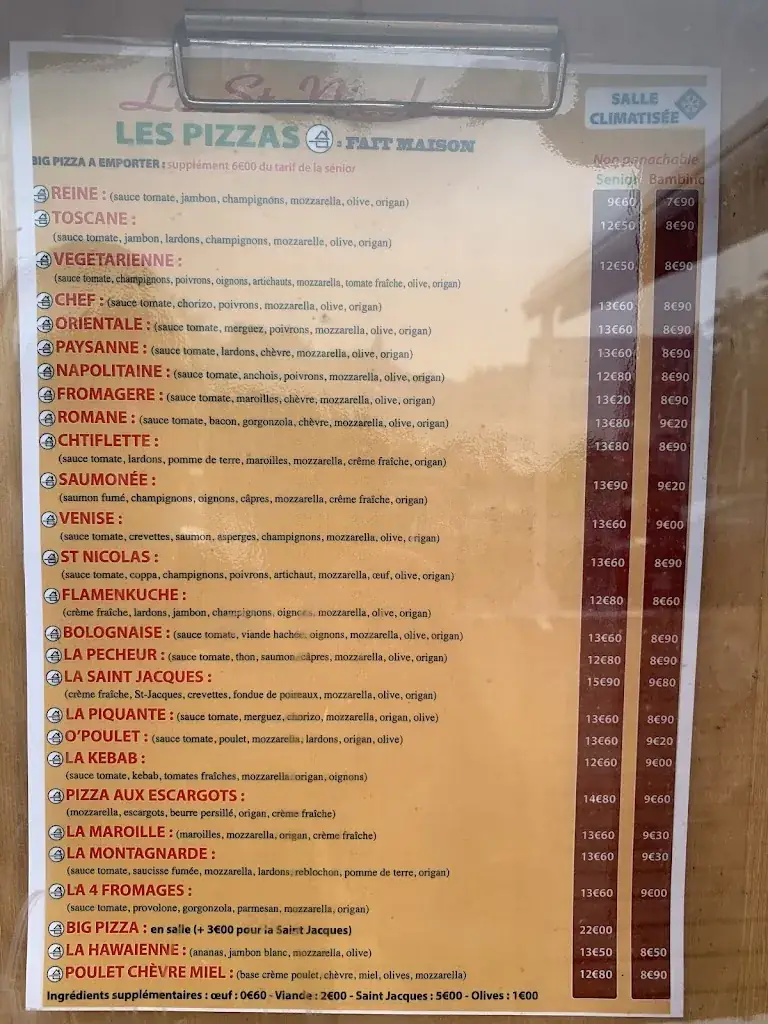 Le St Nicolas
LES PIZZAS : FAIT MAISON
SALLE
CLIMATISÉE
BIG PIZZA A EMPORTER : supplément 6€00 du tarif de la sénior
Non panachable
Senior Bambino
REINE : (sauce tomate, jambon, champignons, mozzarella, olive, origan) 9€60 7€90
TOSCANE : 12€50 8€90
(sauce tomate, jambon, lardons, champignons, mozzarelle, olive, origan)
VEGETARIENNE : 12€50 8€90
(sauce tomate, champignons, poivrons, oignons, artichauts, mozzarella, tomate fraîche, olive, origan)
CHEF : (sauce tomate, chorizo, poivrons, mozzarella, olive, origan) 13€60 8€90
ORIENTALE : (sauce tomate, merguez, poivrons, mozzarella, olive, origan) 13€60 8€90
PAYSANNE : (sauce tomate, lardons, chèvre, mozzarella, olive, origan) 13€60 8€90
NAPOLITAINE : (sauce tomate, anchois, poivrons, mozzarella, olive, origan) 12€80 8€90
FROMAGERE : (sauce tomate, maroilles, chèvre, mozzarella, olive, origan) 13€20 8€90
ROMANE : (sauce tomate, bacon, gorgonzola, chèvre, mozzarella, olive, origan) 13€80 9€20
CHTIFLETTE : 13€80 8€90
(sauce tomate, lardons, pomme de terre, maroilles, mozzarella, crême fraîche, origan)
SAUMONÉE : 13€90 9€20
(saumon fumé, champignons, oignons, câpres, mozzarella, crême fraîche, origan)
VENISE : 13€60 9€00
(sauce tomate, crevettes, saumon, asperges, champignons, mozzarella, olive, origan)
ST NICOLAS : 13€60 8€90
(sauce tomate, coppa, champignons, poivrons, artichaut, mozzarella, œuf, olive, origan)
FLAMENKUCHE : 12€80 8€60
(crème fraîche, lardons, jambon, champignons, oignons, mozzarella, olive, origan)
BOLOGNAISE : (sauce tomate, viande hachée, oignons, mozzarella, olive, origan) 13€60 8€90
LA PECHEUR : (sauce tomate, thon, saumon, câpres, mozzarella, olive, origan) 12€80 8€90
LA SAINT JACQUES : 15€90 9€80
(crème fraîche, St-Jacques, crevettes, fondue de poireaux, mozzarella, olive, origan)
LA PIQUANTE : (sauce tomate, merguez, chorizo, mozzarella, origan, olive) 13€60 8€90
O'POULET : (sauce tomate, poulet, mozzarella, lardons, origan, olive) 13€60 9€20
LA KEBAB : 12€60 9€00
(sauce tomate, kebab, tomates fraîches, mozzarella, origan, oignons)
PIZZA AUX ESCARGOTS : 14€80 9€60
(mozzarella, escargots, beurre persillé, origan, crème fraîche)
LA MAROILLE : (maroilles, mozzarella, origan, crème fraîche) 13€60 9€30
LA MONTAGNARDE : 13€60 9€30
(sauce tomate, saucisse fumée, mozzarella, lardons, reblochon, pomme de terre, origan)
LA 4 FROMAGES : 13€60 9€00
(sauce tomate, provolone, gorgonzola, parmesan, mozzarella, origan)
BIG PIZZA : en salle (+ 3€00 pour la Saint Jacques) 22€00
LA HAWAIENNE : (ananas, jambon blanc, mozzarella, olive) 13€50 8€50
POULET CHÈVRE MIEL : (base crème poulet, chèvre, miel, olives, mozzarella) 12€80 8€90
Ingrédients supplémentaires : œuf : 0€60 - Viande : 2€00 - Saint Jacques : 5€00 - Olives : 1€00